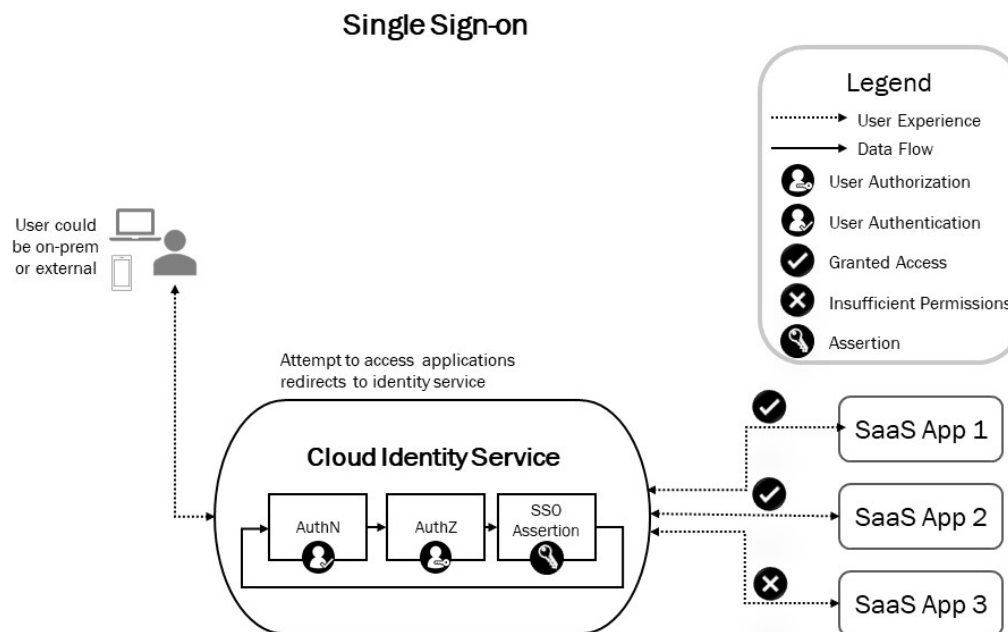 Single Sign-on
Legend
User Experience
Data Flow
User Authorization
User Authentication
Granted Access
Insufficient Permissions
Assertion
User could
be on-prem
or external
Attempt to access applications
redirects to identity service
Cloud Identity Service
AuthN
AuthZ
SSO
Assertion
SaaS App 1
SaaS App 2
SaaS App 3